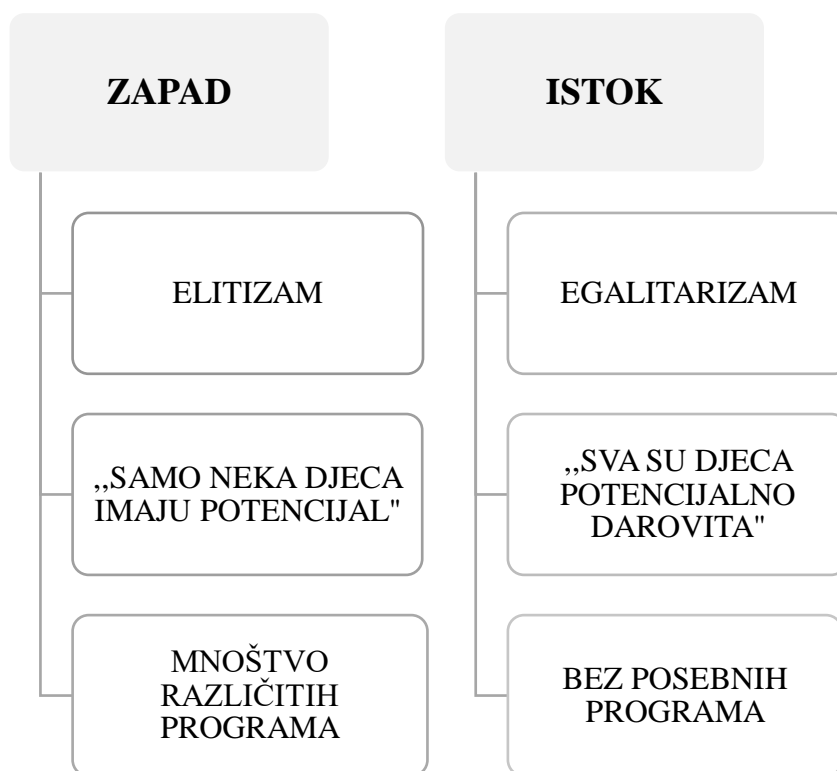 ZAPAD
ELITIZAM
,,SAMO NEKA DJECA
IMAJU POTENCIJAL"
MNOŠTVO
RAZLIČITIH
PROGRAMA
ISTOK
EGALITARIZAM
,,SVA SU DJECA
POTENCIJALNO
DAROVITA"
BEZ POSEBNIH
PROGRAMA